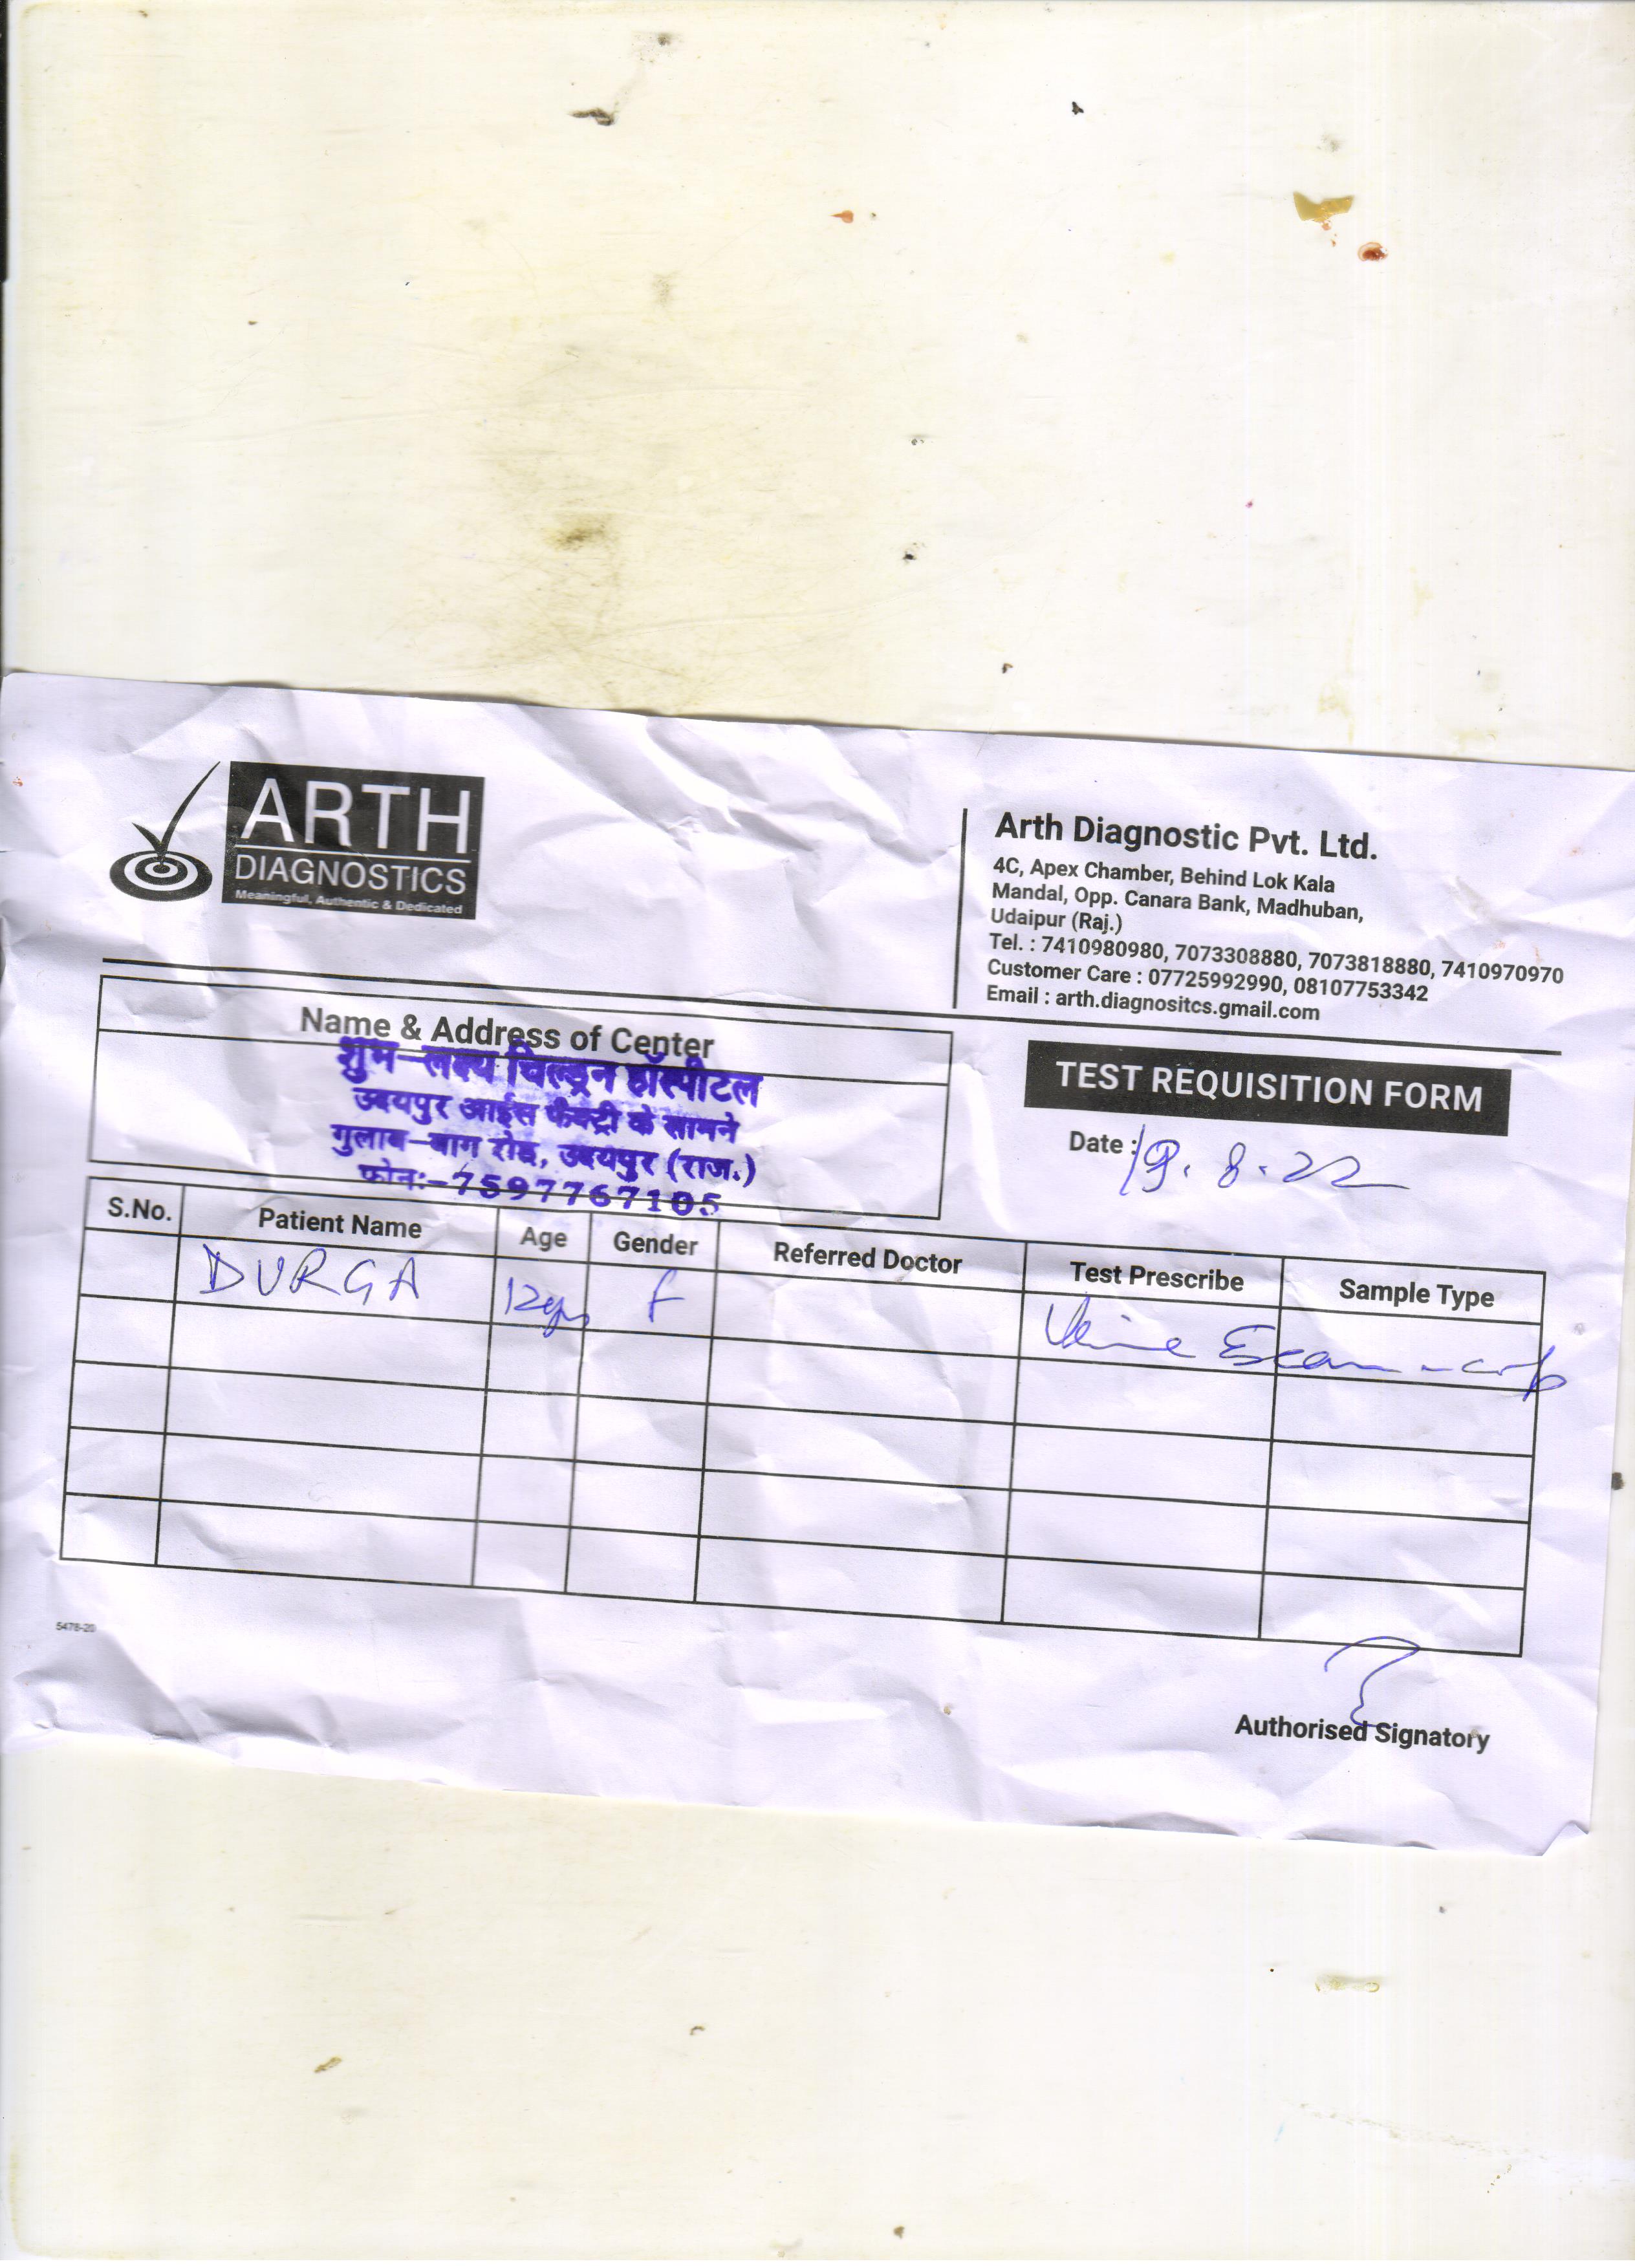 ARTH
DIAGNOSTICS
Meaningful, Authentic & Dedicated
Arth Diagnostic Pvt. Ltd.
4C, Apex Chamber, Behind Lok Kala
Mandal, Opp. Canara Bank, Madhuban,
Udaipur (Raj.)
Tel. : 7410980980, 7073308880, 7073818880, 7410970970
Customer Care : 07725992990, 08107753342
Email : arth.diagnositcs.gmail.com
Name & Address of Center
शुभ-लक्ष्य चिल्ड्रन हॉस्पीटल
उदयपुर आईस फैक्ट्री के सामने
गुलाब-बाग रोड, उदयपुर (राज.)
फोन:-7597767105
TEST REQUISITION FORM
Date : 19.8.22
S.No. Patient Name Age Gender Referred Doctor Test Prescribe Sample Type
DURGA 12yrs f Urine
5478-20
Authorised Signatory